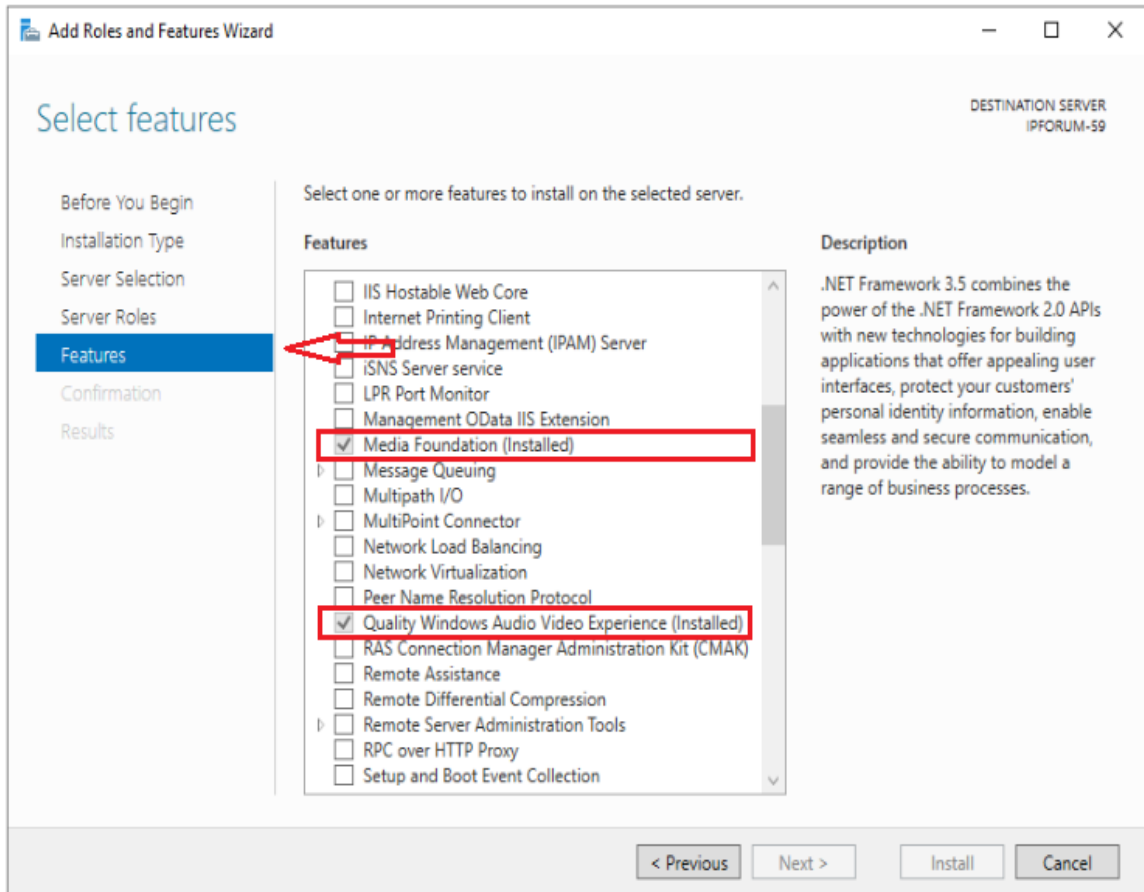 Add Roles and Features Wizard
Select features
DESTINATION SERVER
IPFORUM-59
Before You Begin
Installation Type
Server Selection
Server Roles
Features
Confirmation
Results
Select one or more features to install on the selected server.
Features
IIS Hostable Web Core
Internet Printing Client
IP Address Management (IPAM) Server
iSNS Server service
LPR Port Monitor
Management OData IIS Extension
Media Foundation (Installed)
Message Queuing
Multipath I/O
MultiPoint Connector
Network Load Balancing
Network Virtualization
Peer Name Resolution Protocol
Quality Windows Audio Video Experience (Installed)
RAS Connection Manager Administration Kit (CMAK)
Remote Assistance
Remote Differential Compression
Remote Server Administration Tools
RPC over HTTP Proxy
Setup and Boot Event Collection
Description
.NET Framework 3.5 combines the
power of the .NET Framework 2.0 APIs
with new technologies for building
applications that offer appealing user
interfaces, protect your customers'
personal identity information, enable
seamless and secure communication,
and provide the ability to model a
range of business processes.
< Previous
Next >
Install
Cancel